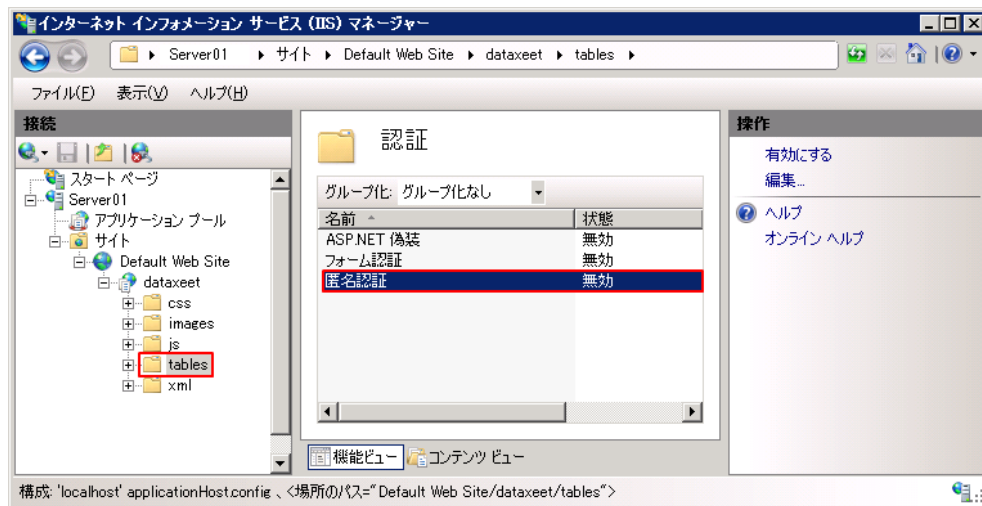 インターネット インフォメーション サービス (IIS) マネージャー
Server01 サイト Default Web Site dataxeet tables
ファイル(F) 表示(V) ヘルプ(H)
接続
スタート ページ
Server01
アプリケーション プール
サイト
Default Web Site
dataxeet
css
images
js
tables
xml
認証
グループ化: グループ化なし
名前 状態
ASP.NET 偽装 無効
フォーム認証 無効
匿名認証 無効
機能ビュー コンテンツ ビュー
操作
有効にする
編集...
ヘルプ
オンライン ヘルプ
構成: 'localhost' applicationHost.config 、<場所のパス="Default Web Site/dataxeet/tables">